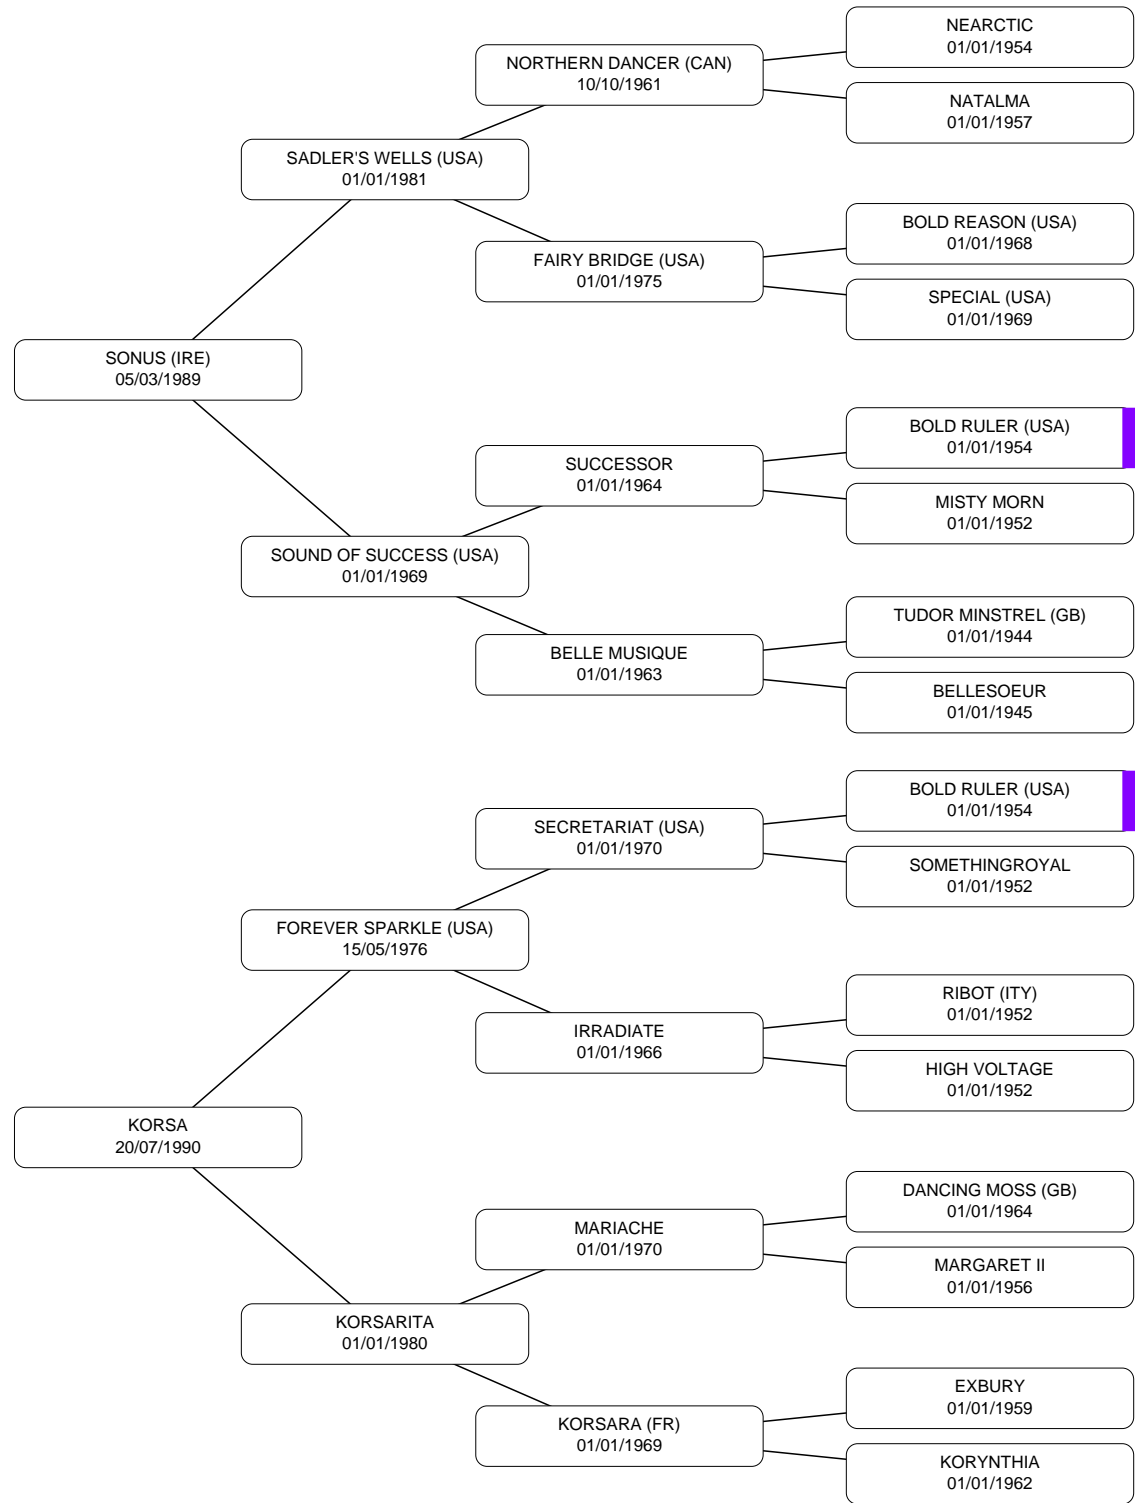 NEARCTIC
01/01/1954
NORTHERN DANCER (CAN)
10/10/1961
NATALMA
01/01/1957
SADLER'S WELLS (USA)
01/01/1981
BOLD REASON (USA)
01/01/1968
FAIRY BRIDGE (USA)
01/01/1975
SPECIAL (USA)
01/01/1969
SONUS (IRE)
05/03/1989
BOLD RULER (USA)
01/01/1954
SUCCESSOR
01/01/1964
MISTY MORN
01/01/1952
SOUND OF SUCCESS (USA)
01/01/1969
TUDOR MINSTREL (GB)
01/01/1944
BELLE MUSIQUE
01/01/1963
BELLESOEUR
01/01/1945
BOLD RULER (USA)
01/01/1954
SECRETARIAT (USA)
01/01/1970
SOMETHINGROYAL
01/01/1952
FOREVER SPARKLE (USA)
15/05/1976
RIBOT (ITY)
01/01/1952
IRRADIATE
01/01/1966
HIGH VOLTAGE
01/01/1952
KORSA
20/07/1990
DANCING MOSS (GB)
01/01/1964
MARIACHE
01/01/1970
MARGARET II
01/01/1956
KORSARITA
01/01/1980
EXBURY
01/01/1959
KORSARA (FR)
01/01/1969
KORYNTHIA
01/01/1962